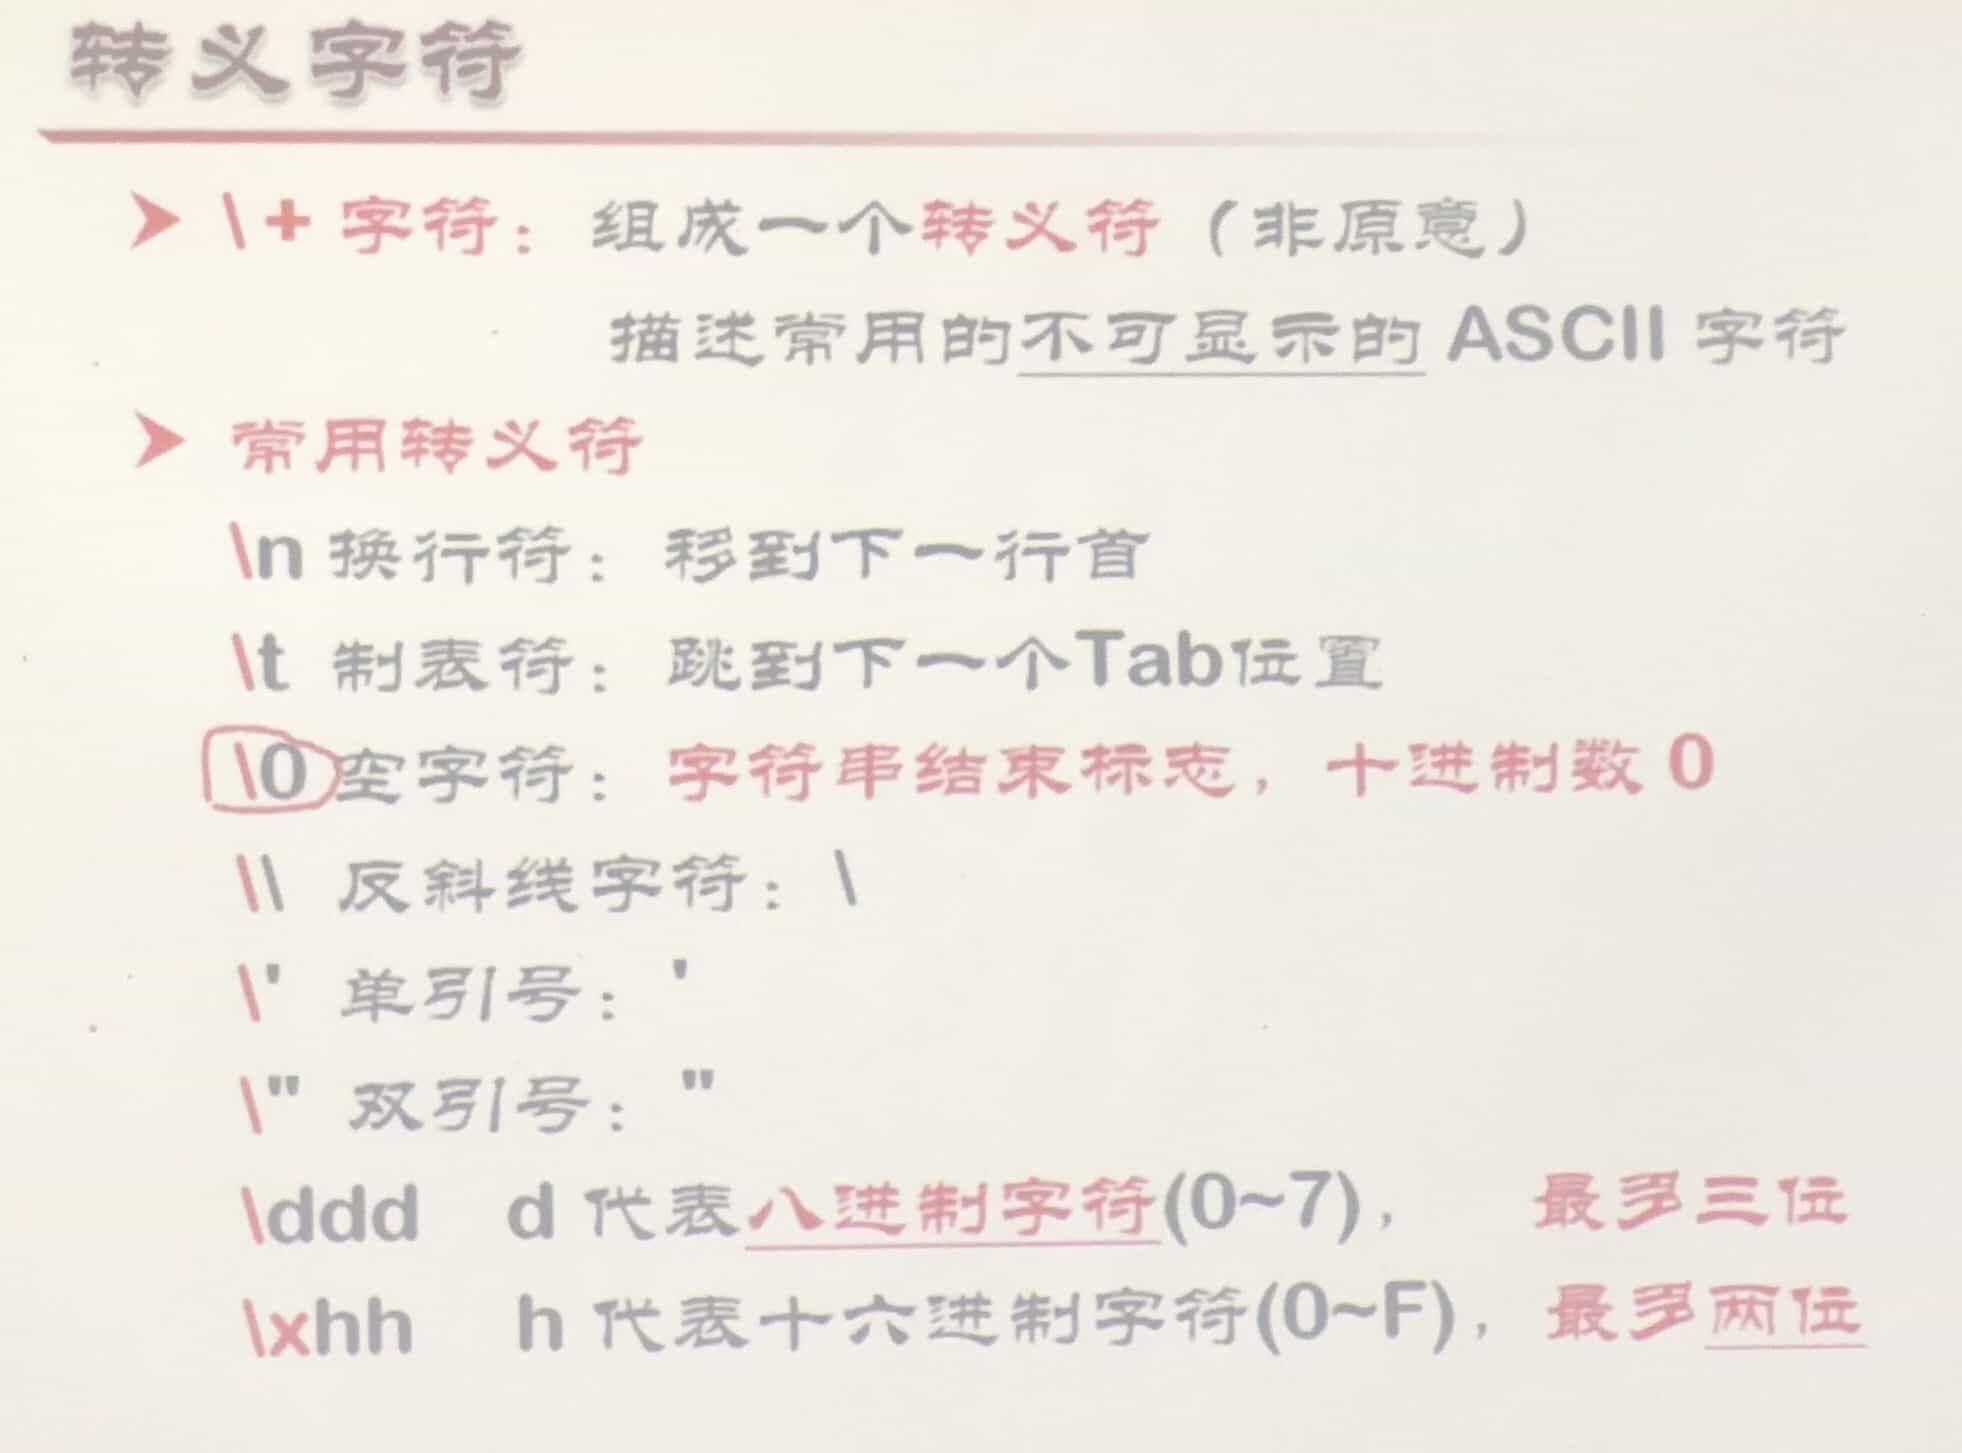 转义字符
➤ \ + 字符： 组成一个转义符（非原意）
描述常用的不可显示的 ASCII 字符
➤ 常用转义符
\n 换行符： 移到下一行首
\t 制表符： 跳到下一个Tab位置
\0 空字符： 字符串结束标志，十进制数 0
\\ 反斜线字符： \
\' 单引号： '
\" 双引号： "
\ddd d 代表八进制字符(0~7)， 最多三位
\xhh h 代表十六进制字符(0~F)，最多两位